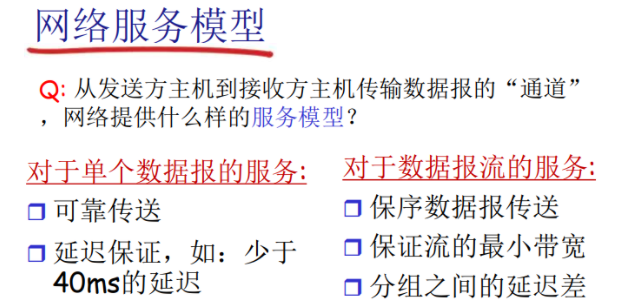 网络服务模型
Q: 从发送方主机到接收方主机传输数据报的“通道”
，网络提供什么样的服务模型？
对于单个数据报的服务:
可靠传送
延迟保证，如：少于
40ms的延迟
对于数据报流的服务:
保序数据报传送
保证流的最小带宽
分组之间的延迟差